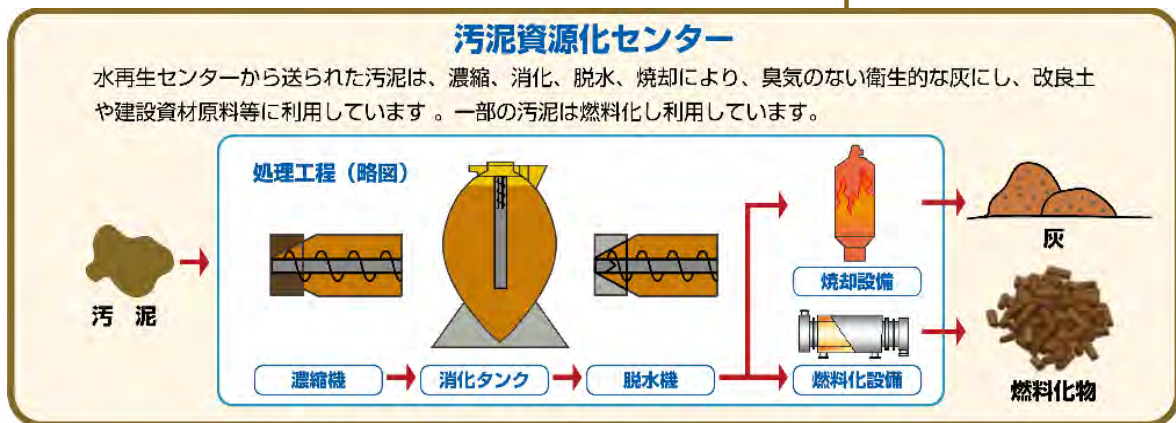 汚泥資源化センター
水再生センターから送られた汚泥は、濃縮、消化、脱水、焼却により、臭気のない衛生的な灰にし、改良土
や建設資材原料等に利用しています 。一部の汚泥は燃料化し利用しています。
処理工程（略図）
汚　泥
濃縮機
消化タンク
脱水機
焼却設備
燃料化設備
灰
燃料化物